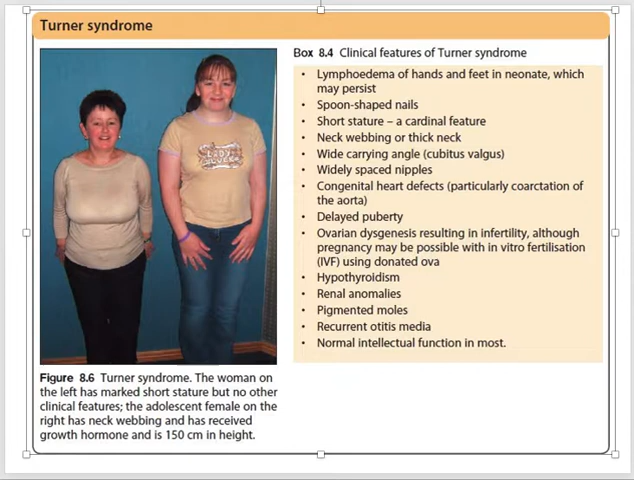 Turner syndrome
Box 8.4 Clinical features of Turner syndrome
• Lymphoedema of hands and feet in neonate, which
may persist
• Spoon-shaped nails
• Short stature – a cardinal feature
• Neck webbing or thick neck
• Wide carrying angle (cubitus valgus)
• Widely spaced nipples
• Congenital heart defects (particularly coarctation of
the aorta)
• Delayed puberty
• Ovarian dysgenesis resulting in infertility, although
pregnancy may be possible with in vitro fertilisation
(IVF) using donated ova
• Hypothyroidism
• Renal anomalies
• Pigmented moles
• Recurrent otitis media
• Normal intellectual function in most.
LADY
Figure 8.6 Turner syndrome. The woman on
the left has marked short stature but no other
clinical features; the adolescent female on the
right has neck webbing and has received
growth hormone and is 150 cm in height.